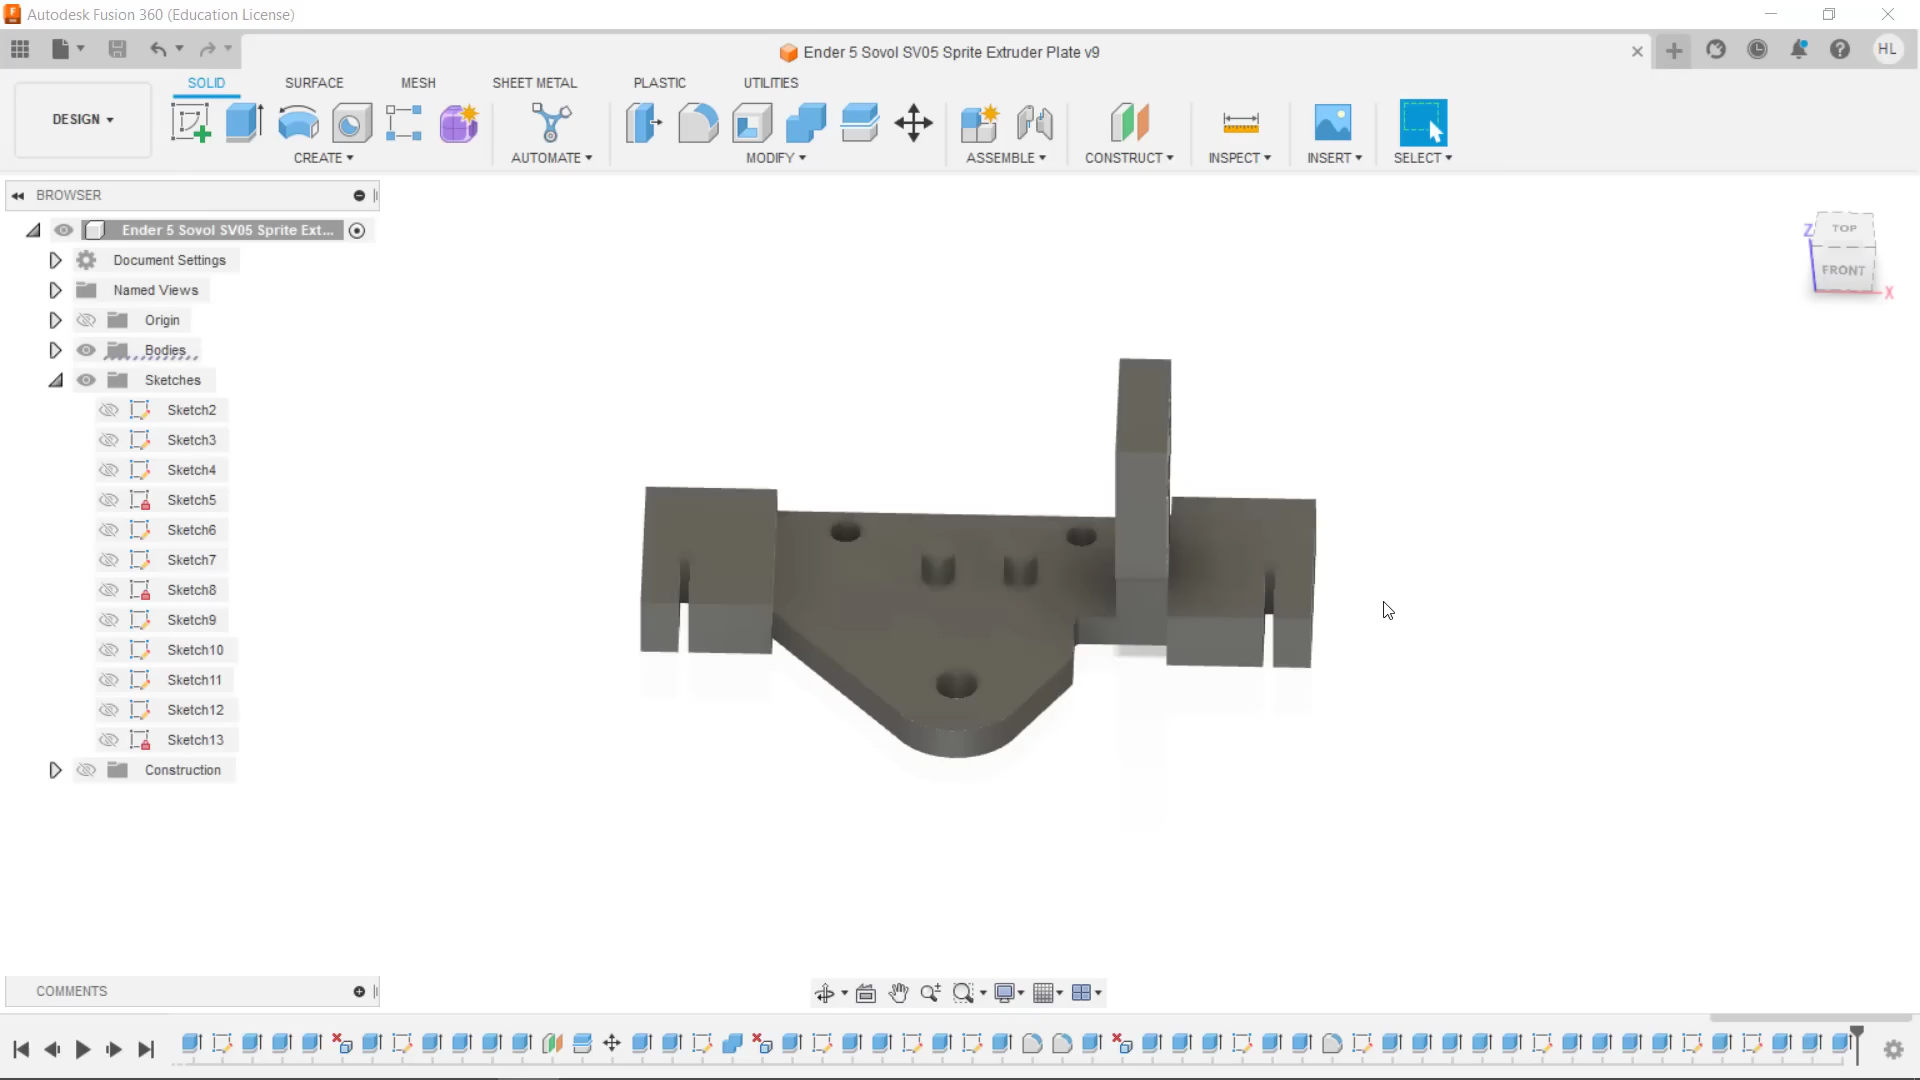 Autodesk Fusion 360 (Education License)
Ender 5 Sovol SV05 Sprite Extruder Plate v9
HL
SOLID SURFACE MESH SHEET METAL PLASTIC UTILITIES
DESIGN
CREATE AUTOMATE MODIFY ASSEMBLE CONSTRUCT INSPECT INSERT SELECT
BROWSER
Ender 5 Sovol SV05 Sprite Ext...
Document Settings
Named Views
Origin
Bodies
Sketches
Sketch2
Sketch3
Sketch4
Sketch5
Sketch6
Sketch7
Sketch8
Sketch9
Sketch10
Sketch11
Sketch12
Sketch13
Construction
Z
TOP
FRONT
X
COMMENTS